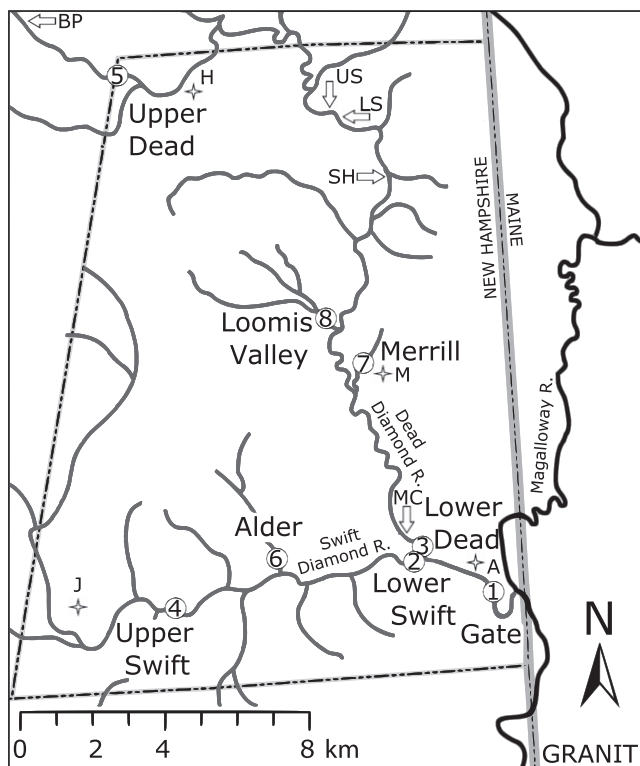 BP
5
H
Upper
Dead
US
LS
SH
NEW HAMPSHIRE
MAINE
8
Loomis
Valley
7
Merrill
M
Dead
Diamond R.
Magalloway R.
MC
Lower
Dead
3
2
A
Alder
6
Swift
Diamond R.
Lower
Swift
1
Gate
J
4
Upper
Swift
N
0 2 4 8 km
GRANIT